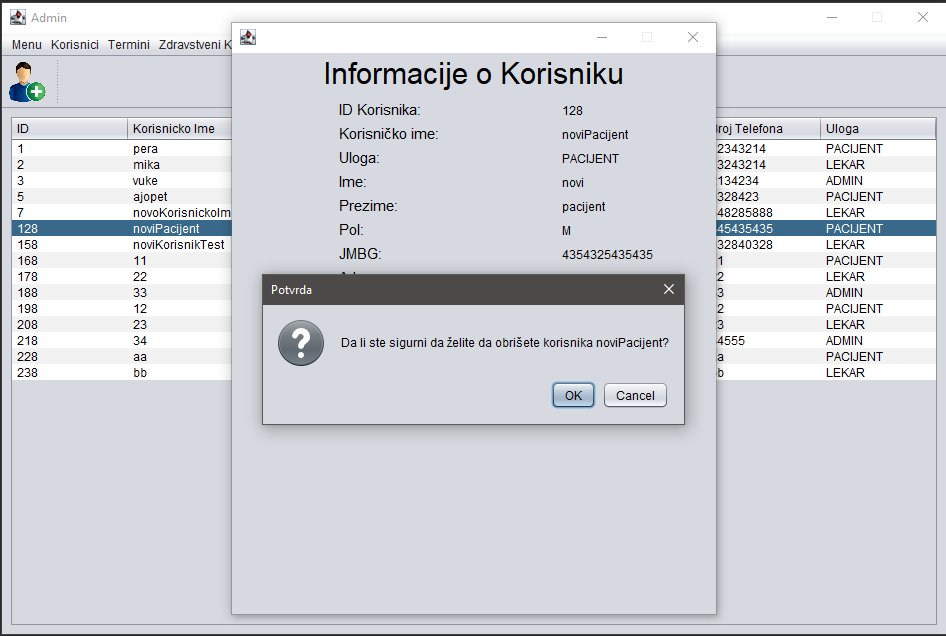 Admin
Menu Korisnici Termini Zdravstveni K
Informacije o Korisniku
ID Korisnika: 128
Korisničko ime: noviPacijent
Uloga: PACIJENT
Ime: novi
Prezime: pacijent
Pol: M
JMBG: 4354325435435
Potvrda
Da li ste sigurni da želite da obrišete korisnika noviPacijent?
OK Cancel
ID Korisnicko Ime Broj Telefona Uloga
1 pera 2343214 PACIJENT
2 mika 3243214 LEKAR
3 vuke 134234 ADMIN
5 ajopet 328423 PACIJENT
7 novoKorisnickoIm 48285888 LEKAR
128 noviPacijent 45435435 PACIJENT
158 noviKorisnikTest 32840328 LEKAR
168 11 1 PACIJENT
178 22 2 LEKAR
188 33 3 ADMIN
198 12 2 PACIJENT
208 23 3 LEKAR
218 34 4555 ADMIN
228 aa a PACIJENT
238 bb b LEKAR